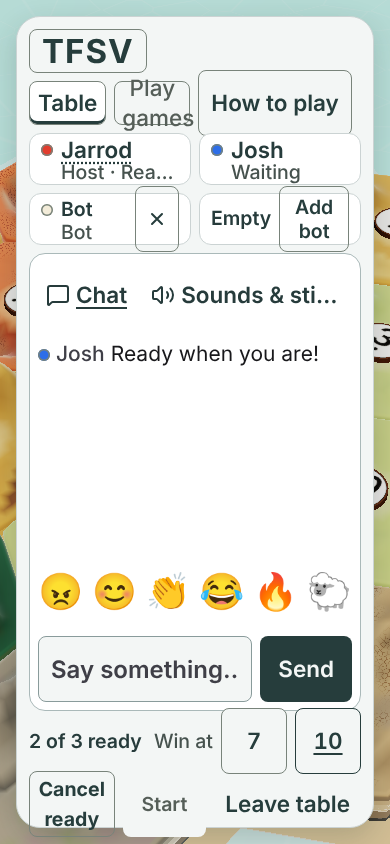 TFSV
Table
Play games
How to play
Jarrod
Host · Rea...
Josh
Waiting
Bot
Bot
×
Empty
Add bot
Chat
Sounds & sti...
Josh Ready when you are!
Say something..
Send
2 of 3 ready
Win at
7
10
Cancel ready
Start
Leave table